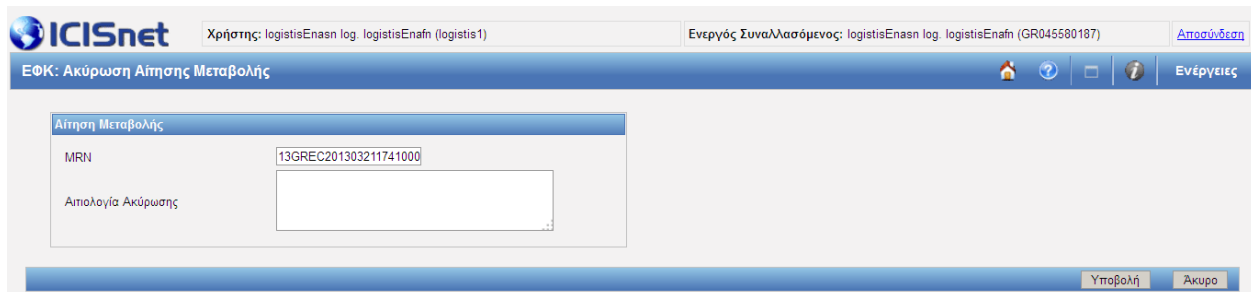 ICISnet
Χρήστης: logistisEnasn log. logistisEnafn (logistis1)
Ενεργός Συναλλασόμενος: logistisEnasn log. logistisEnafn (GR045580187)
Αποσύνδεση
ΕΦΚ: Ακύρωση Αίτησης Μεταβολής
Ενέργειες
Αίτηση Μεταβολής
MRN
13GREC201303211741000
Αιτιολογία Ακύρωσης
Υποβολή
Άκυρο